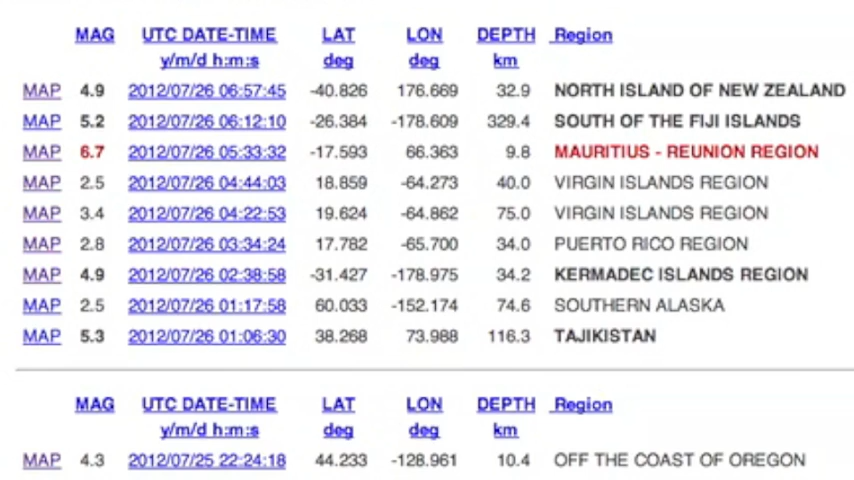 MAG UTC DATE-TIME LAT LON DEPTH Region
y/m/d h:m:s deg deg km
MAP 4.9 2012/07/26 06:57:45 -40.826 176.669 32.9 NORTH ISLAND OF NEW ZEALAND
MAP 5.2 2012/07/26 06:12:10 -26.384 -178.609 329.4 SOUTH OF THE FIJI ISLANDS
MAP 6.7 2012/07/26 05:33:32 -17.593 66.363 9.8 MAURITIUS - REUNION REGION
MAP 2.5 2012/07/26 04:44:03 18.859 -64.273 40.0 VIRGIN ISLANDS REGION
MAP 3.4 2012/07/26 04:22:53 19.624 -64.862 75.0 VIRGIN ISLANDS REGION
MAP 2.8 2012/07/26 03:34:24 17.782 -65.700 34.0 PUERTO RICO REGION
MAP 4.9 2012/07/26 02:38:58 -31.427 -178.975 34.2 KERMADEC ISLANDS REGION
MAP 2.5 2012/07/26 01:17:58 60.033 -152.174 74.6 SOUTHERN ALASKA
MAP 5.3 2012/07/26 01:06:30 38.268 73.988 116.3 TAJIKISTAN
MAG UTC DATE-TIME LAT LON DEPTH Region
y/m/d h:m:s deg deg km
MAP 4.3 2012/07/25 22:24:18 44.233 -128.961 10.4 OFF THE COAST OF OREGON